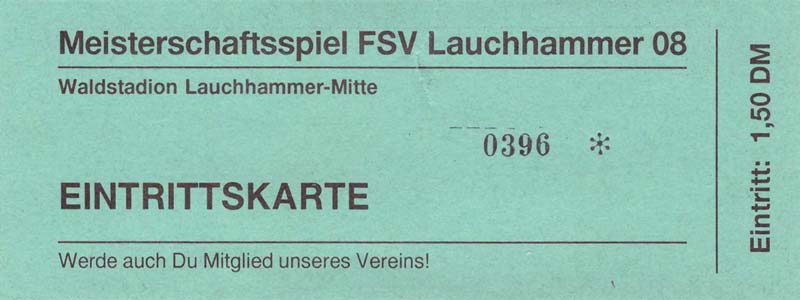 Meisterschaftsspiel FSV Lauchhammer 08
Waldstadion Lauchhammer-Mitte
0396 *
EINTRITTSKARTE
Werde auch Du Mitglied unseres Vereins!
Eintritt: 1,50 DM